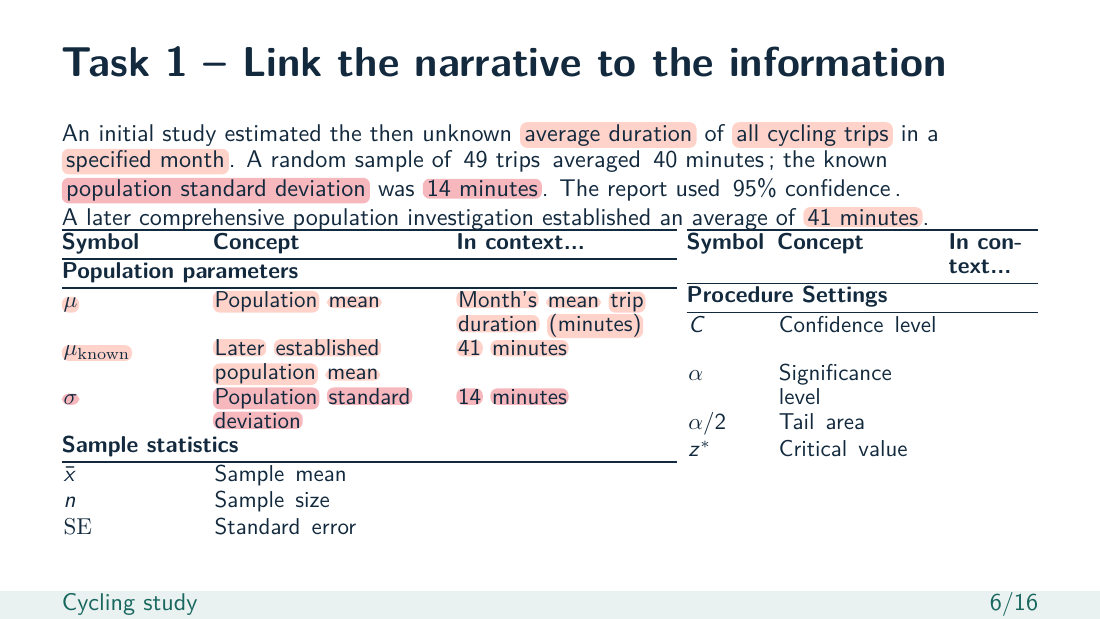 Task 1 – Link the narrative to the information
An initial study estimated the then unknown average duration of all cycling trips in a
specified month. A random sample of 49 trips averaged 40 minutes; the known
population standard deviation was 14 minutes. The report used 95% confidence.
A later comprehensive population investigation established an average of 41 minutes.
Symbol Concept In context...
Population parameters
μ Population mean Month's mean trip
duration (minutes)
μknown Later established 41 minutes
population mean
σ Population standard 14 minutes
deviation
Sample statistics
x̄ Sample mean
n Sample size
SE Standard error
Symbol Concept In con-
text...
Procedure Settings
C Confidence level
α Significance
level
α/2 Tail area
z* Critical value
Cycling study 6/16